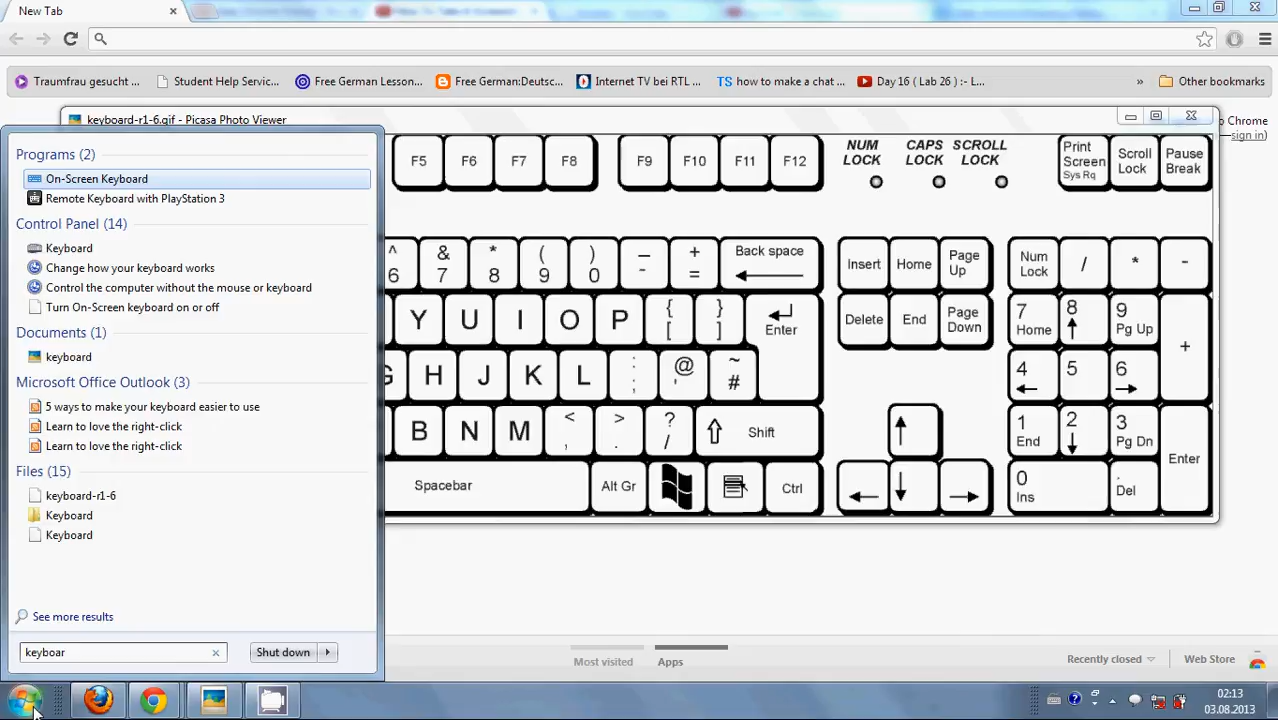 New Tab
Traumfrau gesucht ...
Student Help Servic...
Free German Lesson...
Free German:Deutsc...
Internet TV bei RTL ...
TS how to make a chat ...
Day 16 ( Lab 26 ) :- L...
»
Other bookmarks
keyboard-r1-6.gif - Picasa Photo Viewer
o Chrome
sign in)
Programs (2)
On-Screen Keyboard
Remote Keyboard with PlayStation 3
Control Panel (14)
Keyboard
Change how your keyboard works
Control the computer without the mouse or keyboard
Turn On-Screen keyboard on or off
Documents (1)
keyboard
Microsoft Office Outlook (3)
5 ways to make your keyboard easier to use
Learn to love the right-click
Learn to love the right-click
Files (15)
keyboard-r1-6
Keyboard
Keyboard
See more results
keyboar
Shut down
F5 F6 F7 F8 F9 F10 F11 F12
NUM LOCK
CAPS LOCK
SCROLL LOCK
Print Screen Sys Rq
Scroll Lock
Pause Break
^ 6 & 7 * 8 ( 9 ) 0 _ - + = Back space
Insert Home Page Up
Num Lock / * -
Y U I O P { [ } ] Enter
Delete End Page Down
7 Home 8 9 Pg Up +
G H J K L : ; @ ' ~ #
4 5 6
B N M < , > . ? / Shift
1 End 2 3 Pg Dn Enter
Spacebar Alt Gr Ctrl
0 Ins . Del
Most visited
Apps
Recently closed
Web Store
02:13
03.08.2013